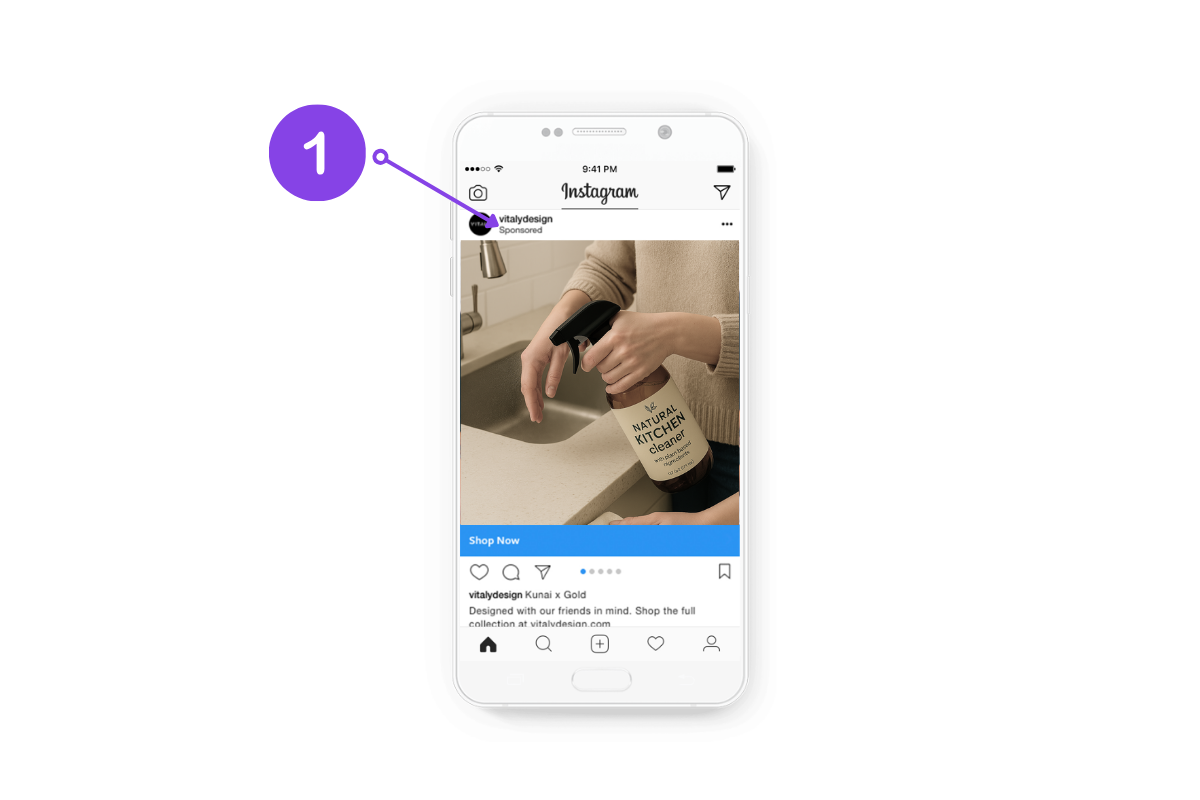 1
9:41 PM
Instagram
vitalydesign
Sponsored
NATURAL
KITCHEN
cleaner
with plant-based
ingredients
Shop Now
vitalydesign Kunai x Gold
Designed with our friends in mind. Shop the full
collection at vitalydesign.com